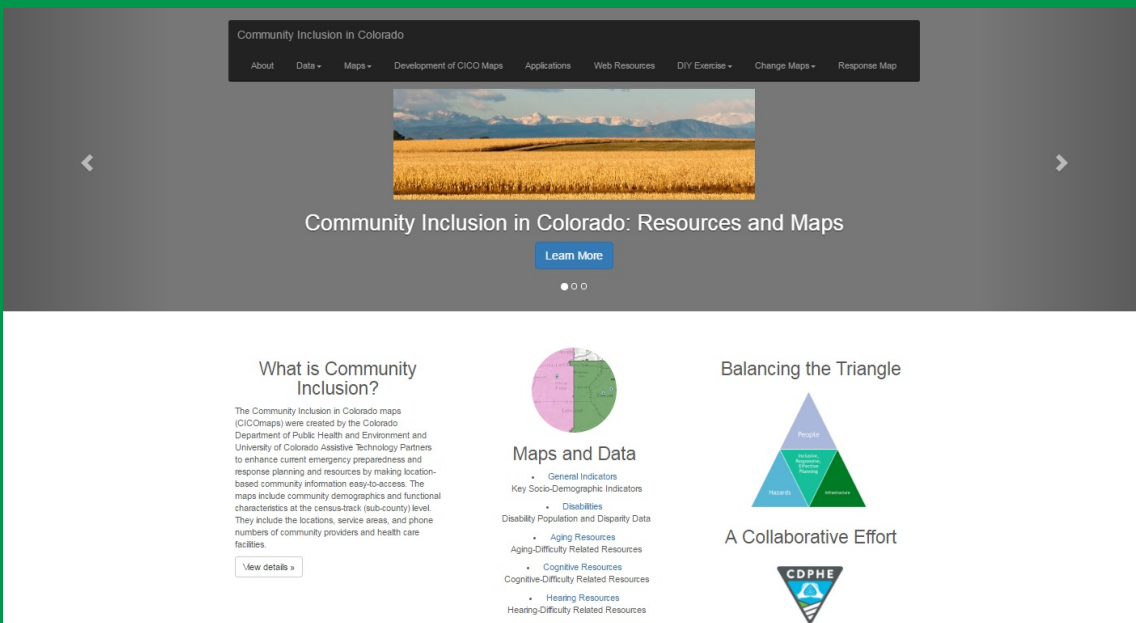 Community Inclusion in Colorado
About Data Maps Development of CICO Maps Applications Web Resources DIY Exercise Change Maps Response Map
Community Inclusion in Colorado: Resources and Maps
Learn More
What is Community
Inclusion?
The Community Inclusion in Colorado maps
(CICOmaps) were created by the Colorado
Department of Public Health and Environment and
University of Colorado Assistive Technology Partners
to enhance current emergency preparedness and
response planning and resources by making location-
based community information easy-to-access. The
maps include community demographics and functional
characteristics at the census-track (sub-county) level.
They include the locations, service areas, and phone
numbers of community providers and health care
facilities.
View details »
Maps and Data
• General Indicators
Key Socio-Demographic Indicators
• Disabilities
Disability Population and Disparity Data
• Aging Resources
Aging-Difficulty Related Resources
• Cognitive Resources
Cognitive-Difficulty Related Resources
• Hearing Resources
Hearing-Difficulty Related Resources
Balancing the Triangle
People
Inclusive,
Responsive,
Effective
Planning
Hazards Infrastructure
A Collaborative Effort
CDPHE